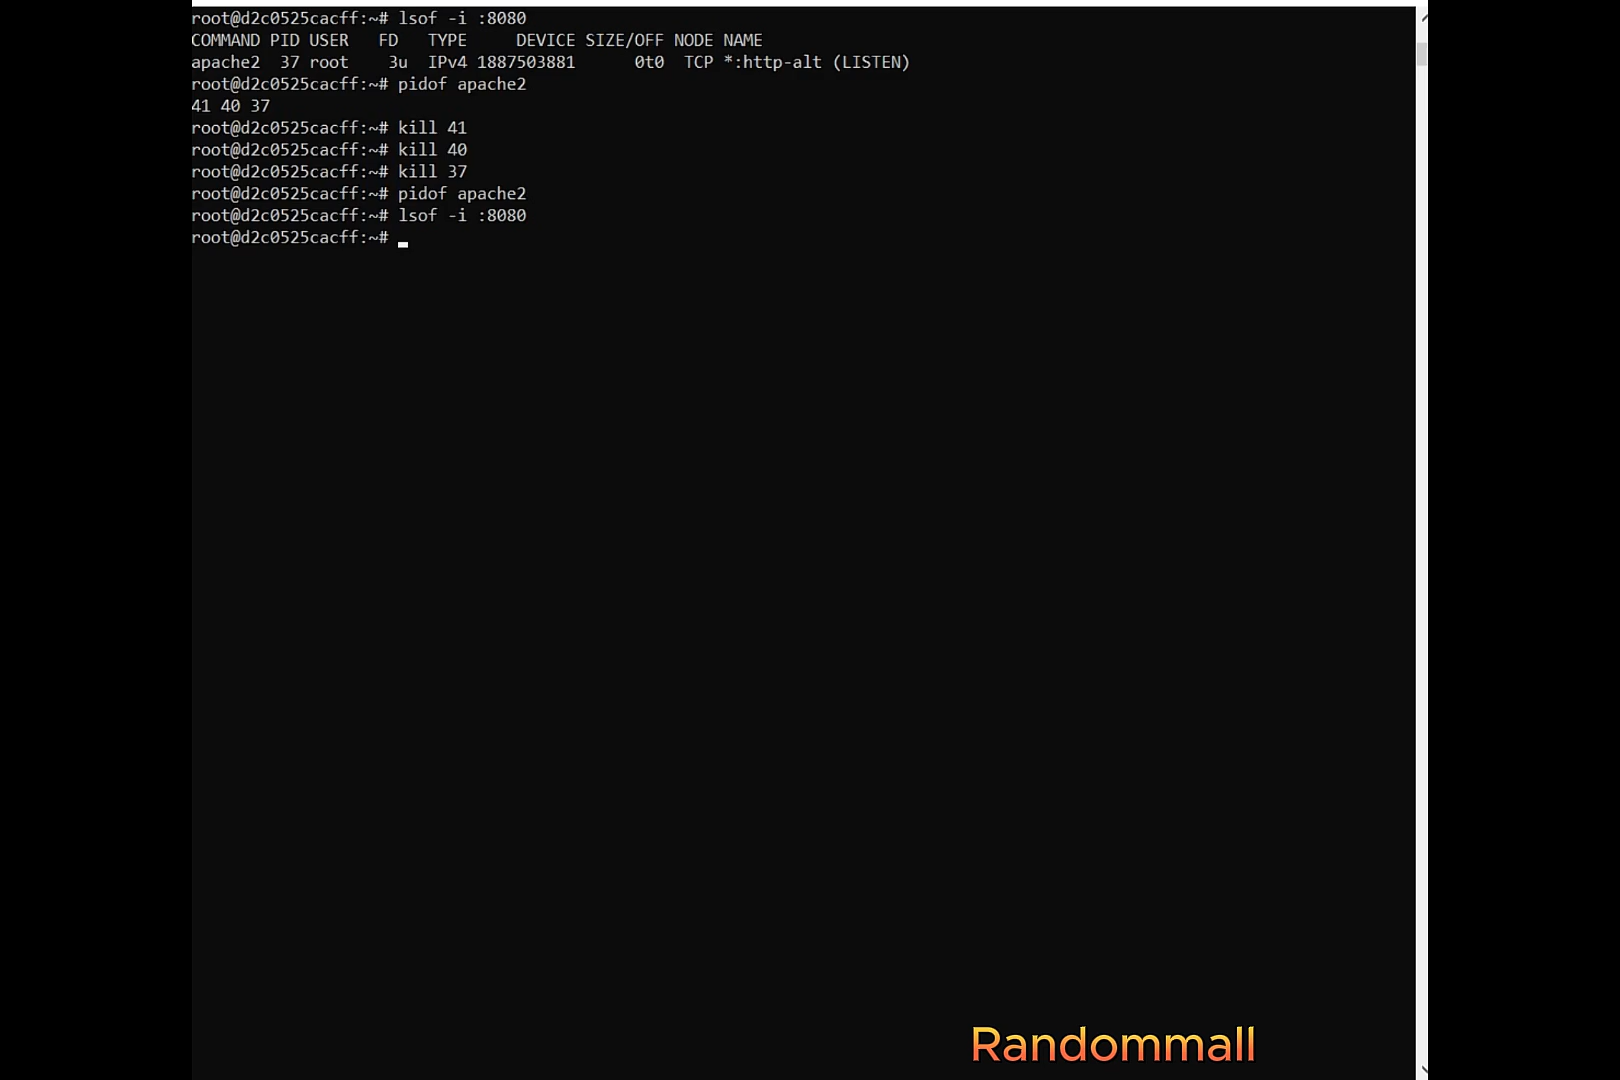 root@d2c0525cacff:~# lsof -i :8080
COMMAND PID USER   FD   TYPE     DEVICE SIZE/OFF NODE NAME
apache2  37 root    3u  IPv4 1887503881      0t0  TCP *:http-alt (LISTEN)
root@d2c0525cacff:~# pidof apache2
41 40 37
root@d2c0525cacff:~# kill 41
root@d2c0525cacff:~# kill 40
root@d2c0525cacff:~# kill 37
root@d2c0525cacff:~# pidof apache2
root@d2c0525cacff:~# lsof -i :8080
root@d2c0525cacff:~#
Randommall